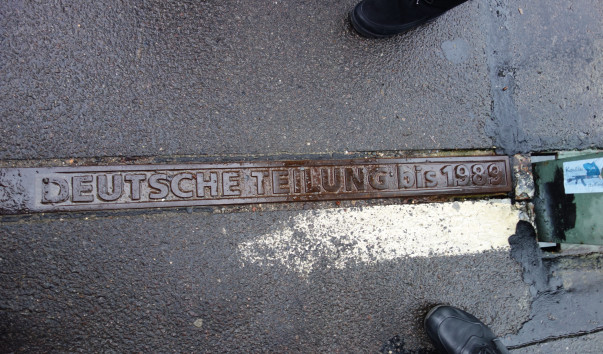 DEUTSCHE TEILUNG bis 1989